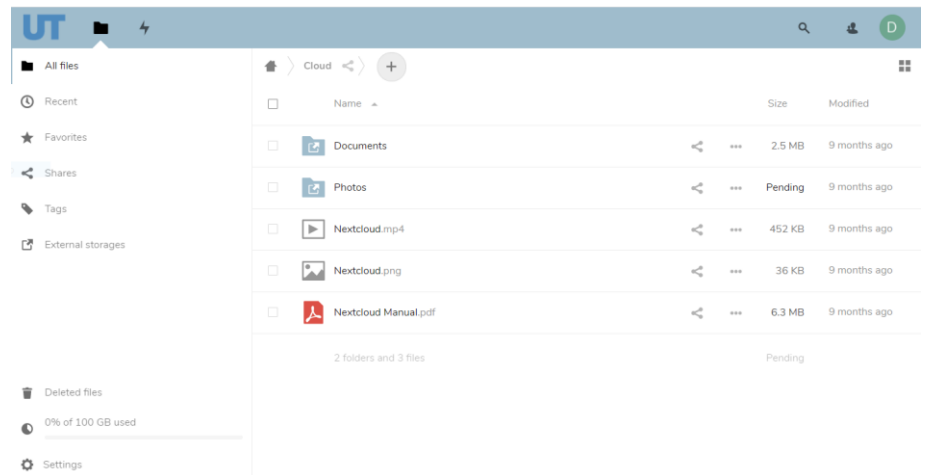 UT
D
All files
Recent
Favorites
Shares
Tags
External storages
Deleted files
0% of 100 GB used
Settings
Cloud
+
Name Size Modified
Documents 2.5 MB 9 months ago
Photos Pending 9 months ago
Nextcloud.mp4 452 KB 9 months ago
Nextcloud.png 36 KB 9 months ago
Nextcloud Manual.pdf 6.3 MB 9 months ago
2 folders and 3 files Pending